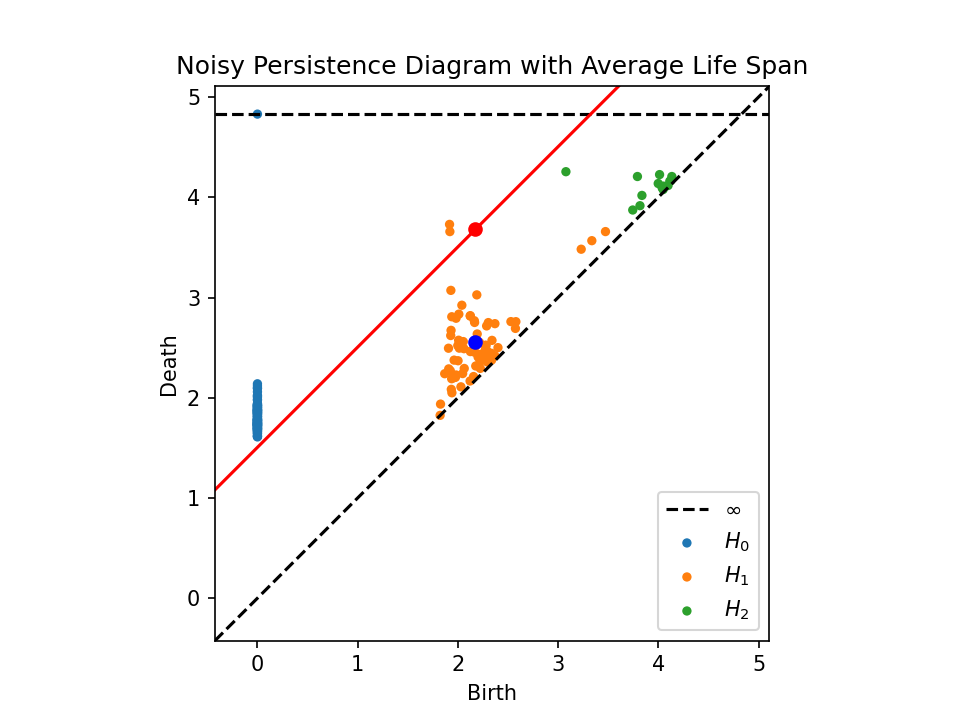 Noisy Persistence Diagram with Average Life Span
Death
5
4
3
2
1
0
0 1 2 3 4 5
Birth
∞
H₀
H₁
H₂